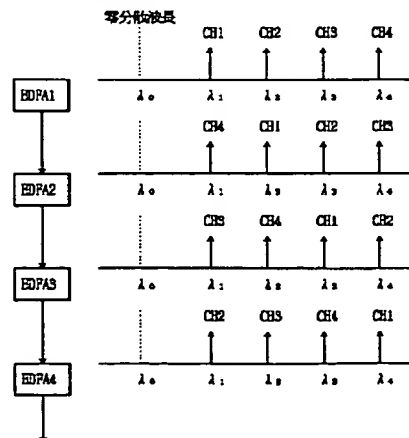 零分散波長
CH1 CH2 CH3 CH4
EDFA1
λ₀ λ₁ λ₂ λ₃ λ₄
CH4 CH1 CH2 CH3
EDFA2
λ₀ λ₁ λ₂ λ₃ λ₄
CH3 CH4 CH1 CH2
EDFA3
λ₀ λ₁ λ₂ λ₃ λ₄
CH2 CH3 CH4 CH1
EDFA4
λ₀ λ₁ λ₂ λ₃ λ₄